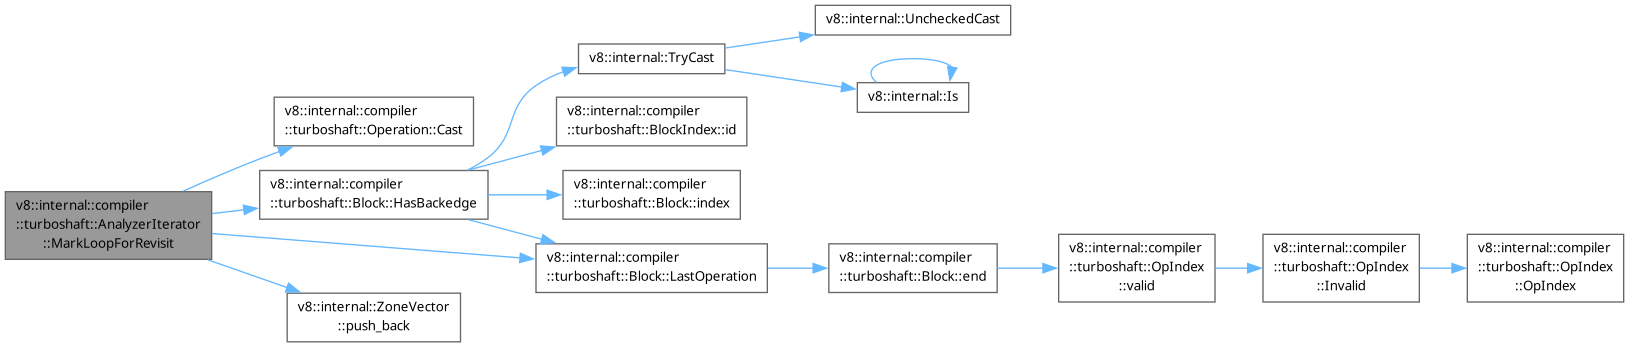 v8::internal::compiler
::turboshaft::AnalyzerIterator
::MarkLoopForRevisit
v8::internal::compiler
::turboshaft::Operation::Cast
v8::internal::compiler
::turboshaft::Block::HasBackedge
v8::internal::ZoneVector
::push_back
v8::internal::TryCast
v8::internal::compiler
::turboshaft::BlockIndex::id
v8::internal::compiler
::turboshaft::Block::index
v8::internal::compiler
::turboshaft::Block::LastOperation
v8::internal::UncheckedCast
v8::internal::Is
v8::internal::compiler
::turboshaft::Block::end
v8::internal::compiler
::turboshaft::OpIndex
::valid
v8::internal::compiler
::turboshaft::OpIndex
::Invalid
v8::internal::compiler
::turboshaft::OpIndex
::OpIndex